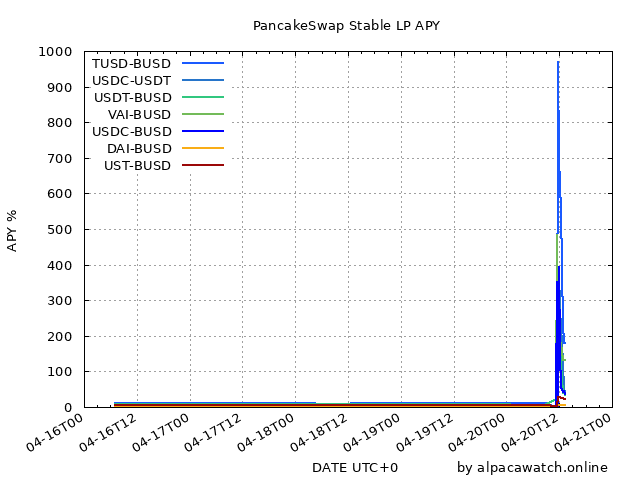 PancakeSwap Stable LP APY
1000
900
800
700
600
500
400
300
200
100
0
APY %
TUSD-BUSD
USDC-USDT
USDT-BUSD
VAI-BUSD
USDC-BUSD
DAI-BUSD
UST-BUSD
04-16T00
04-16T12
04-17T00
04-17T12
04-18T00
04-18T12
04-19T00
04-19T12
04-20T00
04-20T12
04-21T00
DATE UTC+0
by alpacawatch.online